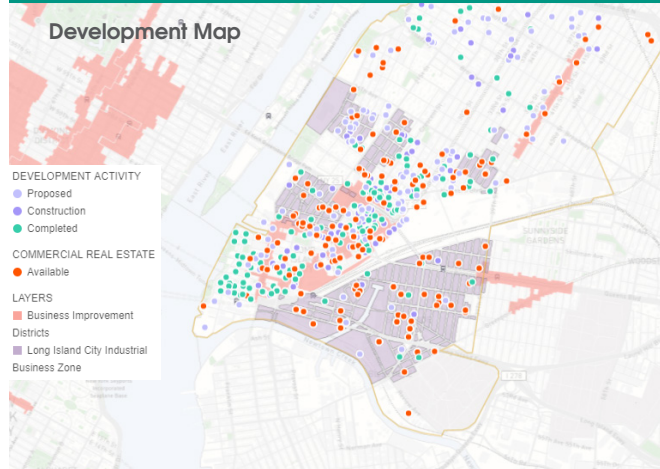 Development Map
DEVELOPMENT ACTIVITY
Proposed
Construction
Completed
COMMERCIAL REAL ESTATE
Available
LAYERS
Business Improvement
Districts
Long Island City Industrial
Business Zone
SUNNYSIDE
GARDENS